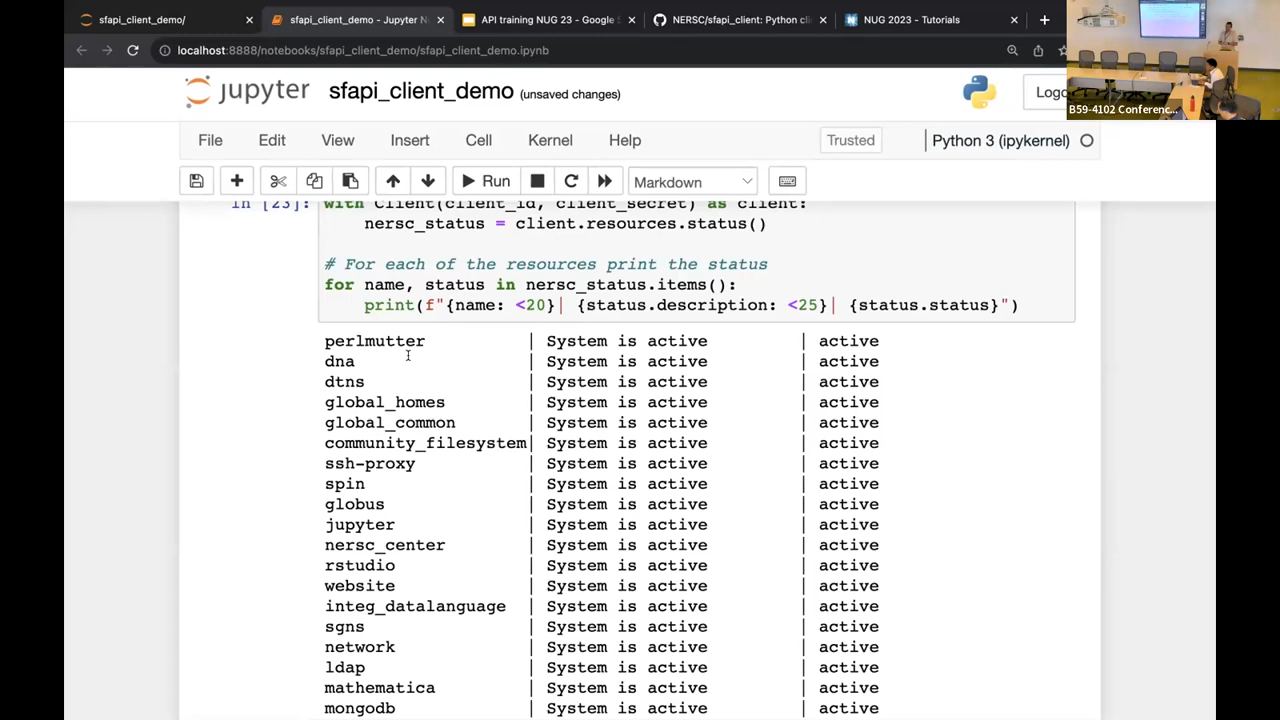 sfapi_client_demo/
sfapi_client_demo - Jupyter N
API training NUG 23 - Google S
NERSC/sfapi_client: Python cli
NUG 2023 - Tutorials
localhost:8888/notebooks/sfapi_client_demo/sfapi_client_demo.ipynb
B59-4102 Conferenc...
jupyter
sfapi_client_demo (unsaved changes)
Logo
File Edit View Insert Cell Kernel Help
Trusted
Python 3 (ipykernel)
Run
Markdown
In [23]: with Client(client_id, client_secret) as client:
nersc_status = client.resources.status()
# For each of the resources print the status
for name, status in nersc_status.items():
print(f"{name: <20}| {status.description: <25}| {status.status}")
perlmutter | System is active | active
dna | System is active | active
dtns | System is active | active
global_homes | System is active | active
global_common | System is active | active
community_filesystem| System is active | active
ssh-proxy | System is active | active
spin | System is active | active
globus | System is active | active
jupyter | System is active | active
nersc_center | System is active | active
rstudio | System is active | active
website | System is active | active
integ_datalanguage | System is active | active
sgns | System is active | active
network | System is active | active
ldap | System is active | active
mathematica | System is active | active
mongodb | System is active | active